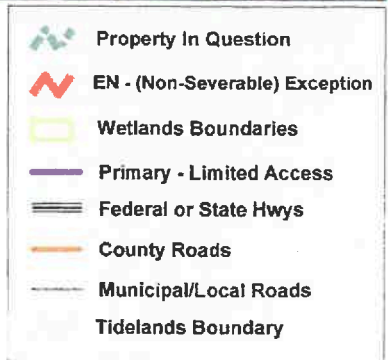 Property In Question
EN - (Non-Severable) Exception
Wetlands Boundaries
Primary - Limited Access
Federal or State Hwys
County Roads
Municipal/Local Roads
Tidelands Boundary